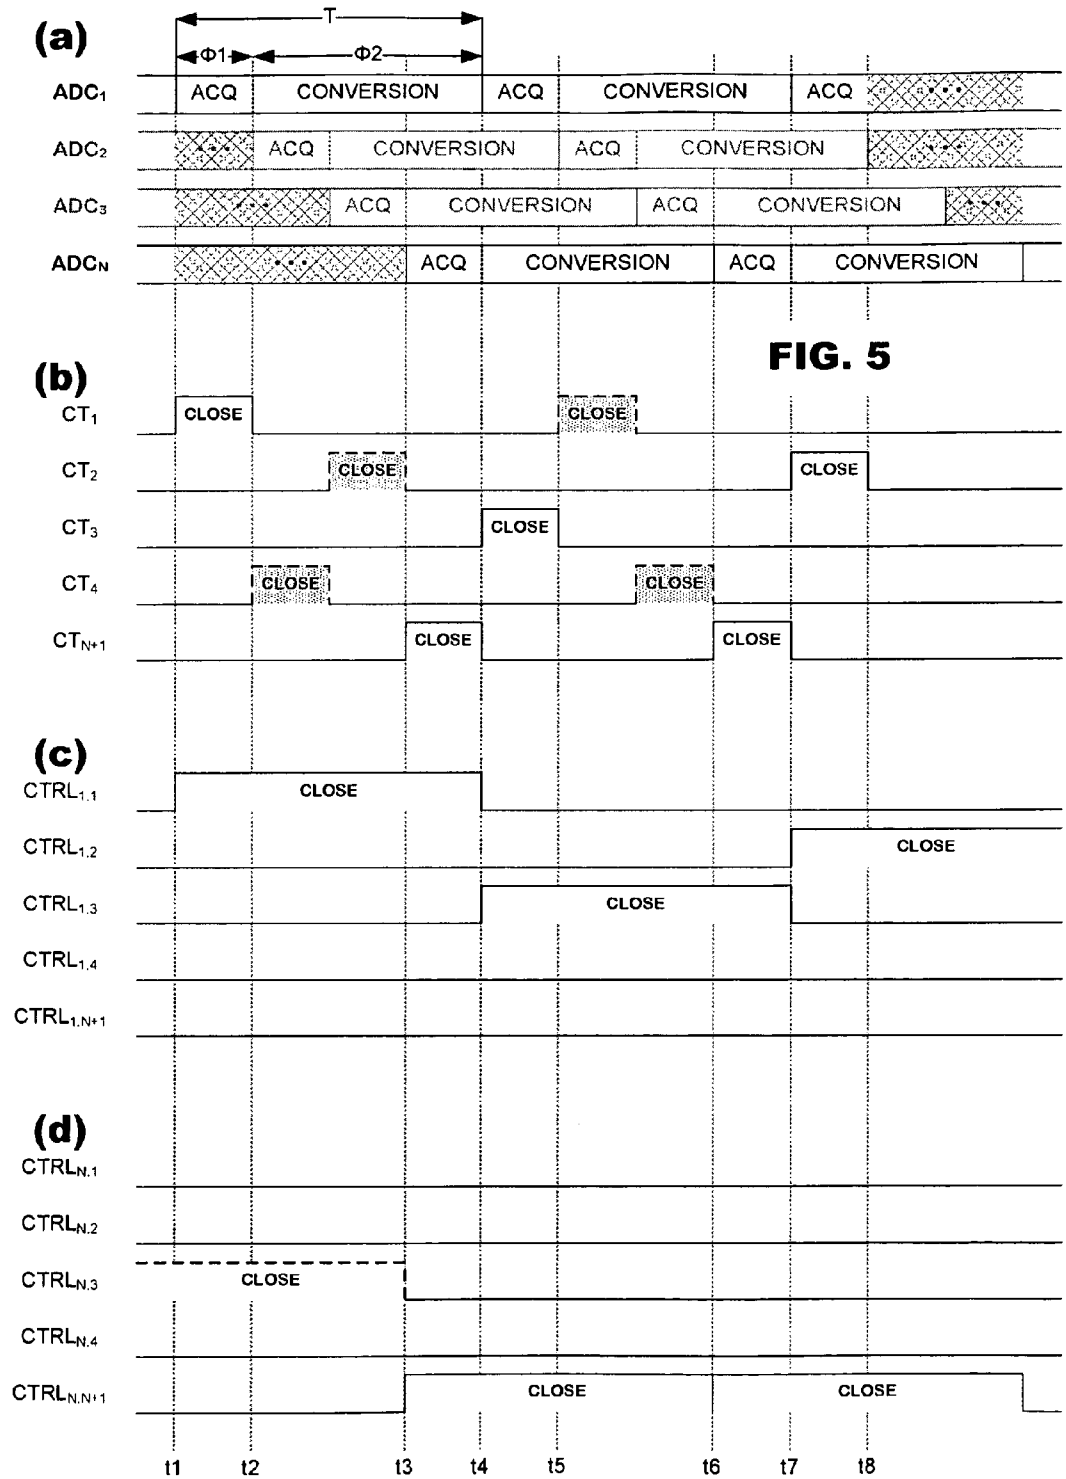 (a)
T
Φ1 Φ2
ADC1 ACQ CONVERSION ACQ CONVERSION ACQ
ADC2 ACQ CONVERSION ACQ CONVERSION
ADC3 ACQ CONVERSION ACQ CONVERSION
ADCN ACQ CONVERSION ACQ CONVERSION
FIG. 5
(b)
CT1 CLOSE CLOSE
CT2 CLOSE CLOSE
CT3 CLOSE
CT4 CLOSE CLOSE
CTN+1 CLOSE CLOSE
(c)
CTRL1,1 CLOSE
CTRL1,2 CLOSE
CTRL1,3 CLOSE
CTRL1,4
CTRL1,N+1
(d)
CTRLN,1
CTRLN,2
CTRLN,3 CLOSE
CTRLN,4
CTRLN,N+1 CLOSE CLOSE
t1 t2 t3 t4 t5 t6 t7 t8